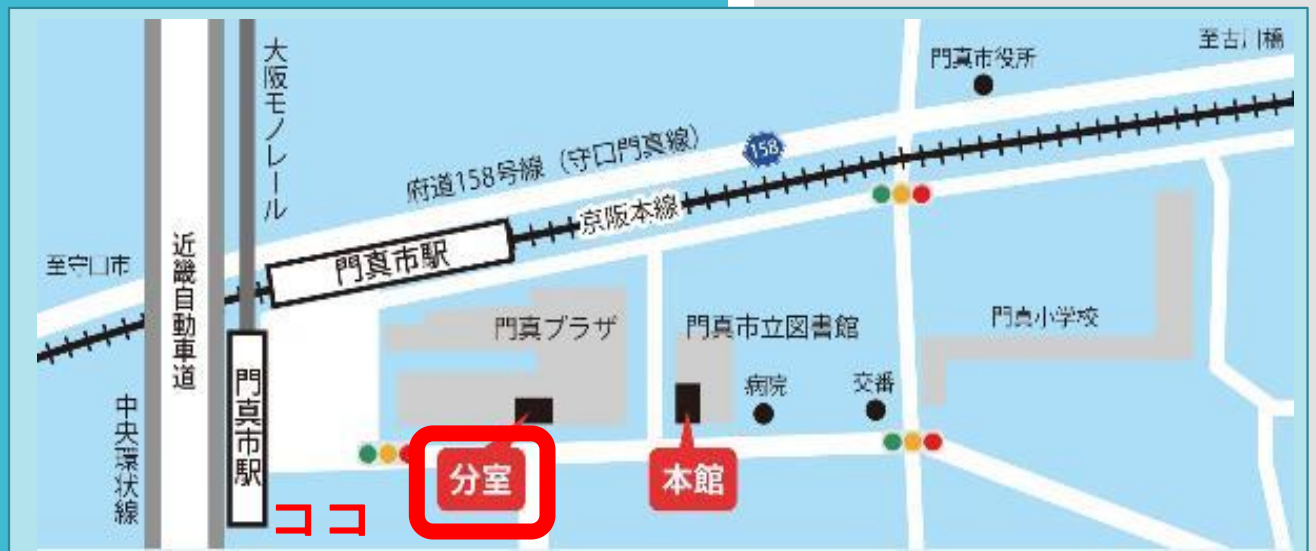 至古川橋
門真市役所
大阪モノレール
府道158号線（守口門真線）
158
京阪本線
至守口市
近畿自動車道
門真市駅
門真プラザ
門真市立図書館
門真小学校
門真市駅
病院
交番
中央環状線
分室
本館
ココ